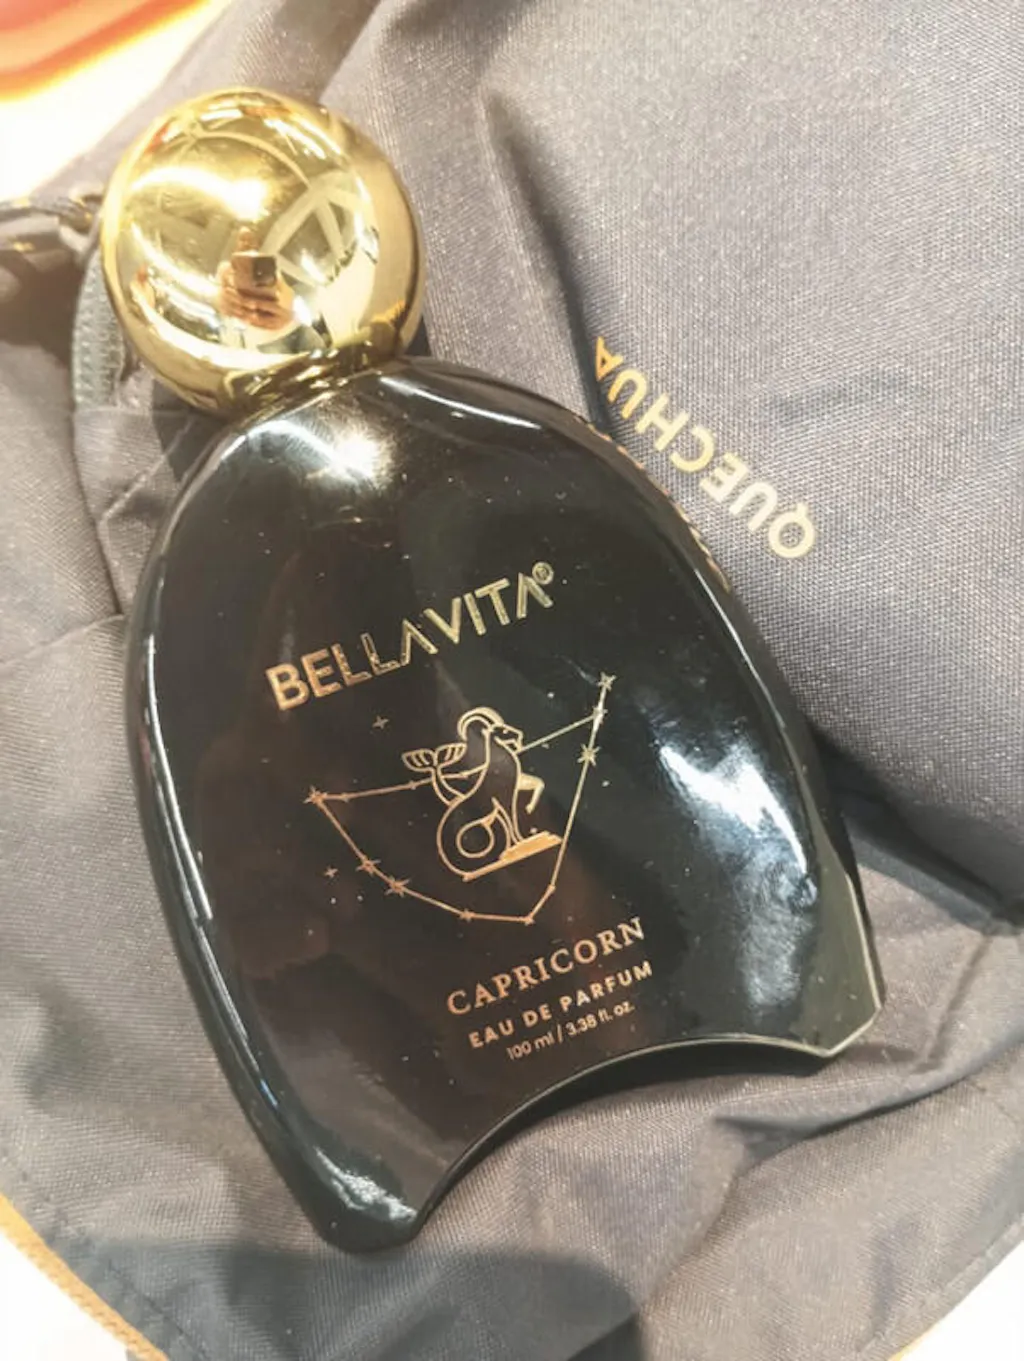 BELLAVITA®
CAPRICORN
EAU DE PARFUM
100 ml / 3.38 fl. oz.
QUECHUA